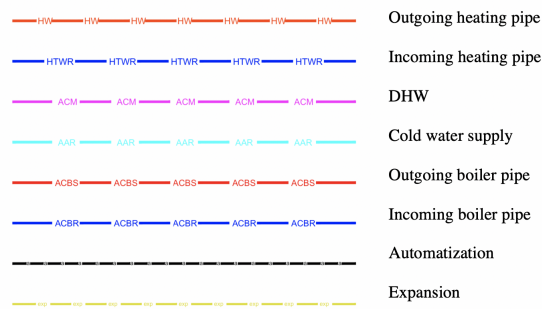 HW HW HW HW HW HW HW Outgoing heating pipe
HTWR HTWR HTWR HTWR HTWR Incoming heating pipe
ACM ACM ACM ACM ACM DHW
AAR AAR AAR AAR AAR Cold water supply
ACBS ACBS ACBS ACBS ACBS Outgoing boiler pipe
ACBR ACBR ACBR ACBR ACBR Incoming boiler pipe
Automatization
Expansion